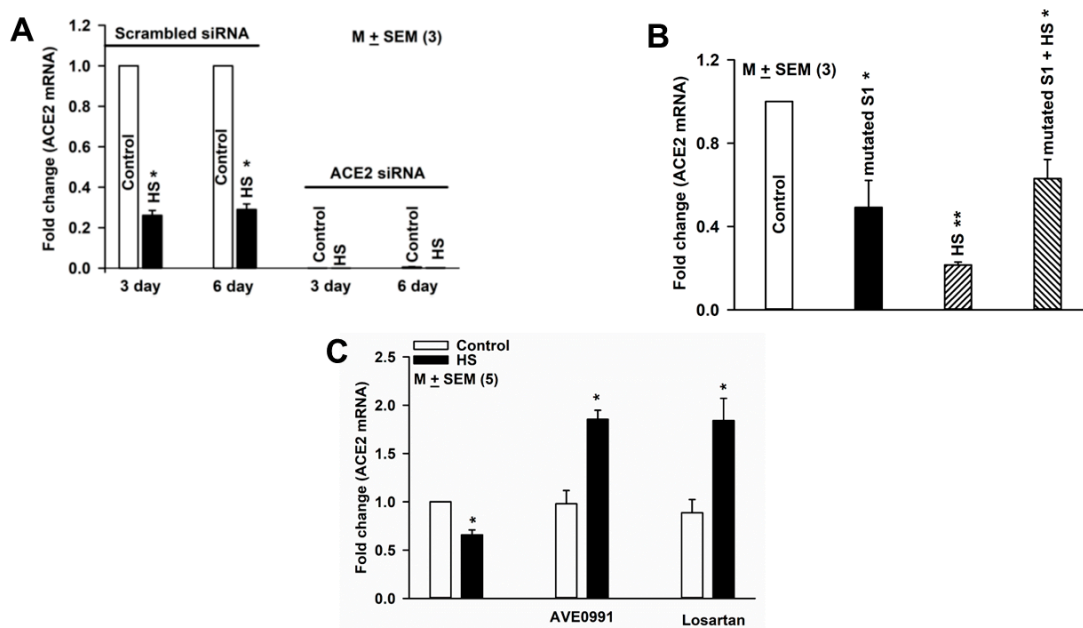 A
Fold change (ACE2 mRNA)
1.2
1.0
0.8
0.6
0.4
0.2
0.0
Scrambled siRNA
M ± SEM (3)
Control
HS *
Control
HS *
ACE2 siRNA
Control
HS
Control
HS
3 day
6 day
3 day
6 day
B
Fold change (ACE2 mRNA)
1.2
0.8
0.4
0.0
M ± SEM (3)
Control
mutated S1 *
HS **
mutated S1 + HS *
C
Control
HS
M ± SEM (5)
Fold change (ACE2 mRNA)
2.5
2.0
1.5
1.0
0.5
0.0
*
*
*
AVE0991
Losartan